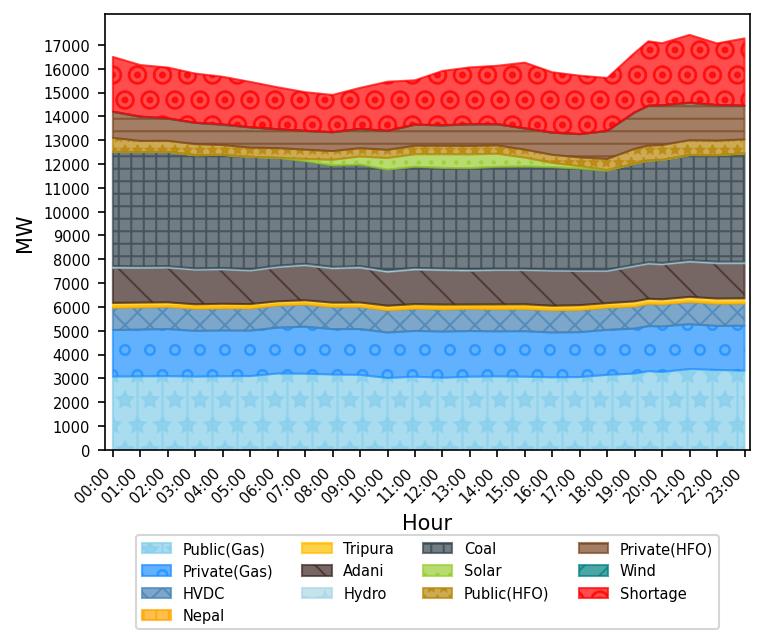 MW
17000
16000
15000
14000
13000
12000
11000
10000
9000
8000
7000
6000
5000
4000
3000
2000
1000
0
00:00 01:00 02:00 03:00 04:00 05:00 06:00 07:00 08:00 09:00 10:00 11:00 12:00 13:00 14:00 15:00 16:00 17:00 18:00 19:00 20:00 21:00 22:00 23:00
Hour
Public(Gas) Tripura Coal Private(HFO)
Private(Gas) Adani Solar Wind
HVDC Hydro Public(HFO) Shortage
Nepal